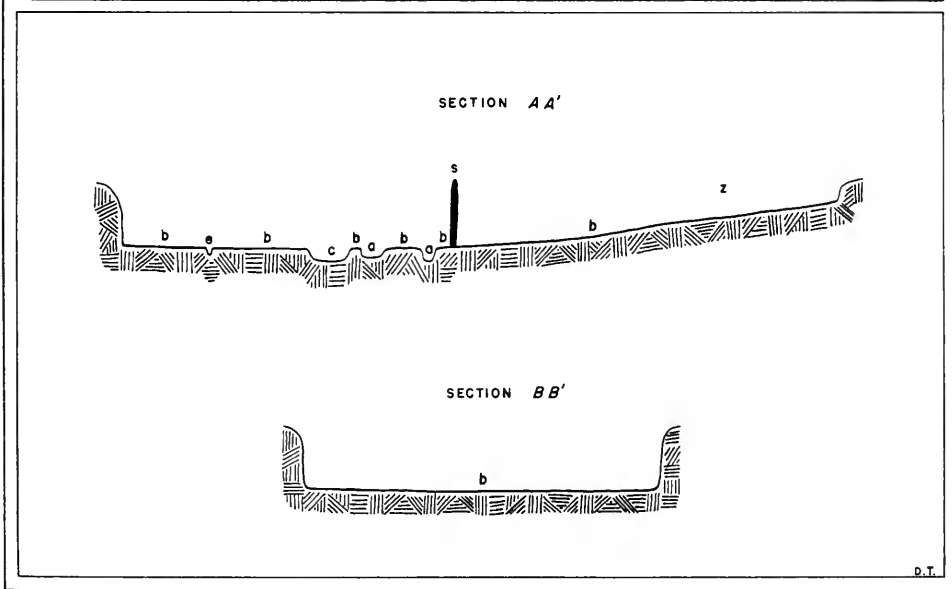 SECTION AA'
s
z
b e b c b a b a b b
SECTION BB'
b
D.T.